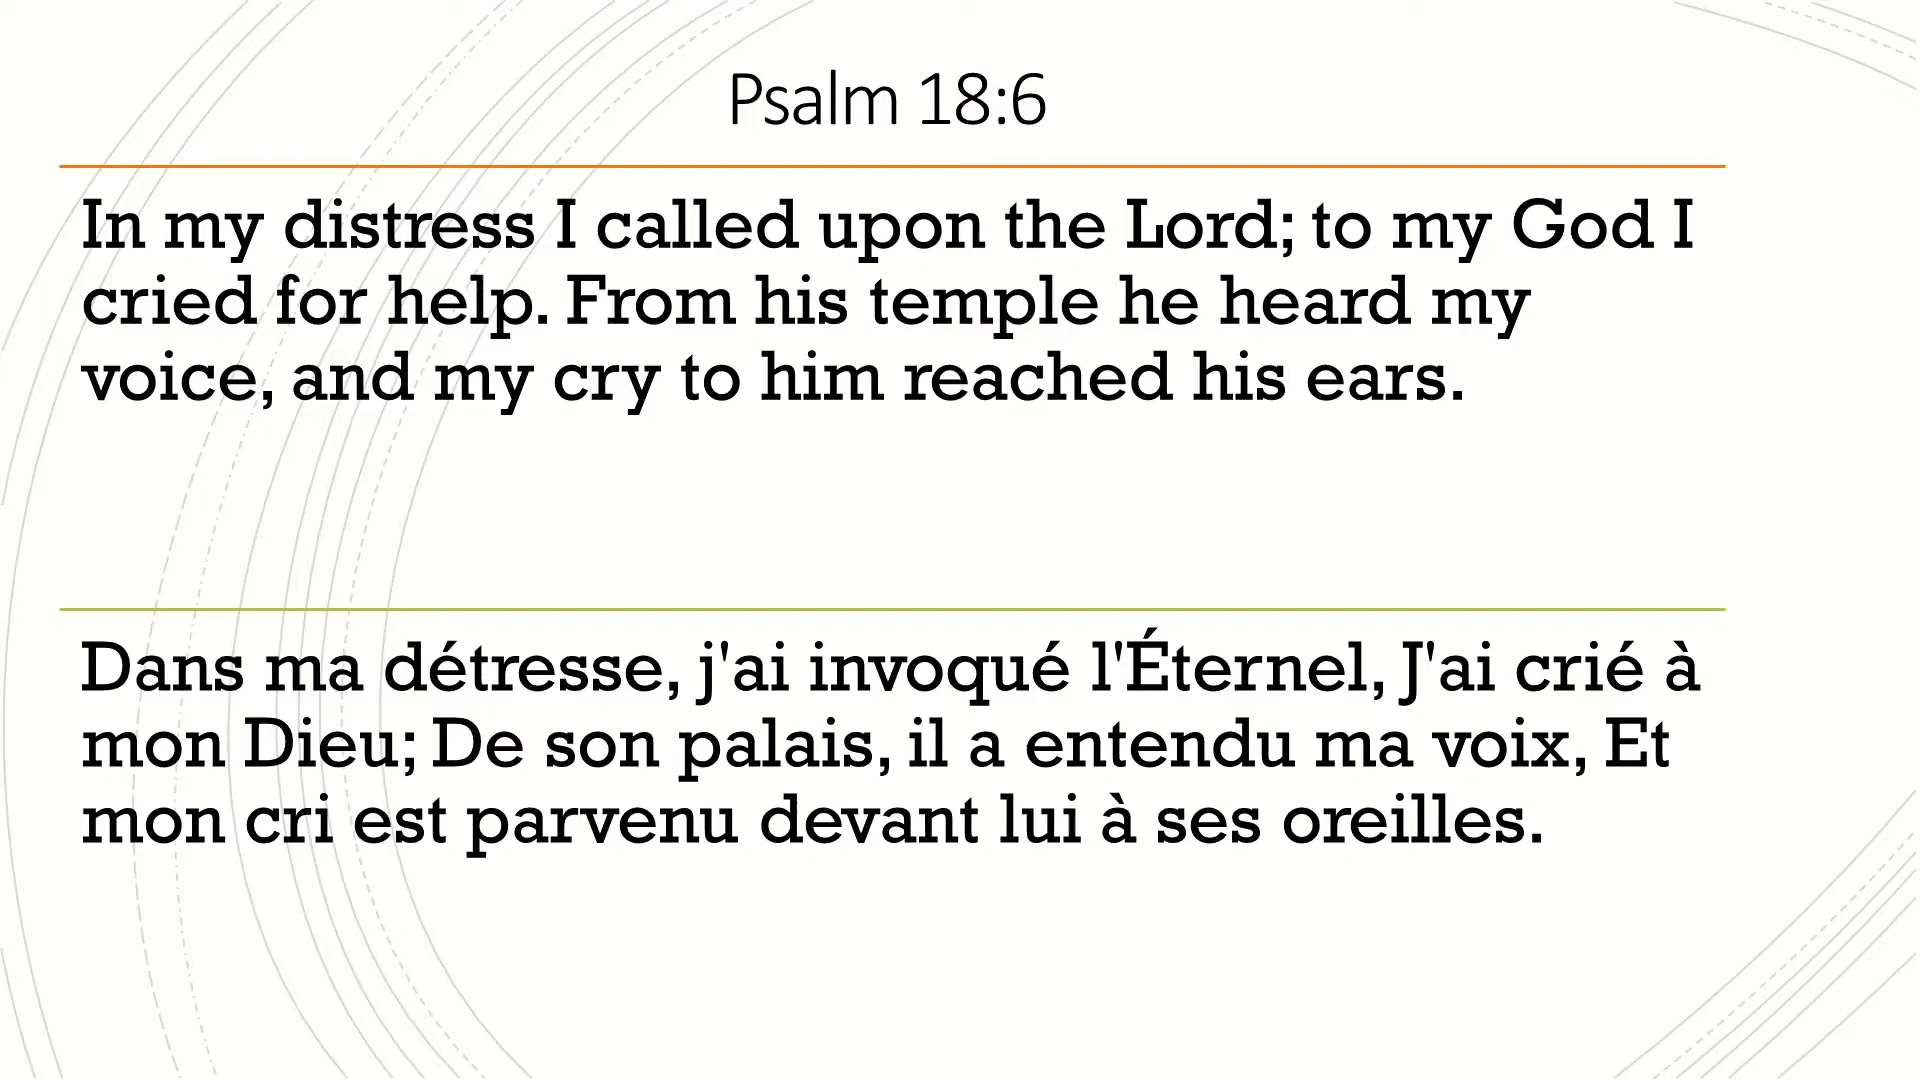 Psalm 18:6
In my distress I called upon the Lord; to my God I
cried for help. From his temple he heard my
voice, and my cry to him reached his ears.
Dans ma détresse, j'ai invoqué l'Éternel, J'ai crié à
mon Dieu; De son palais, il a entendu ma voix, Et
mon cri est parvenu devant lui à ses oreilles.